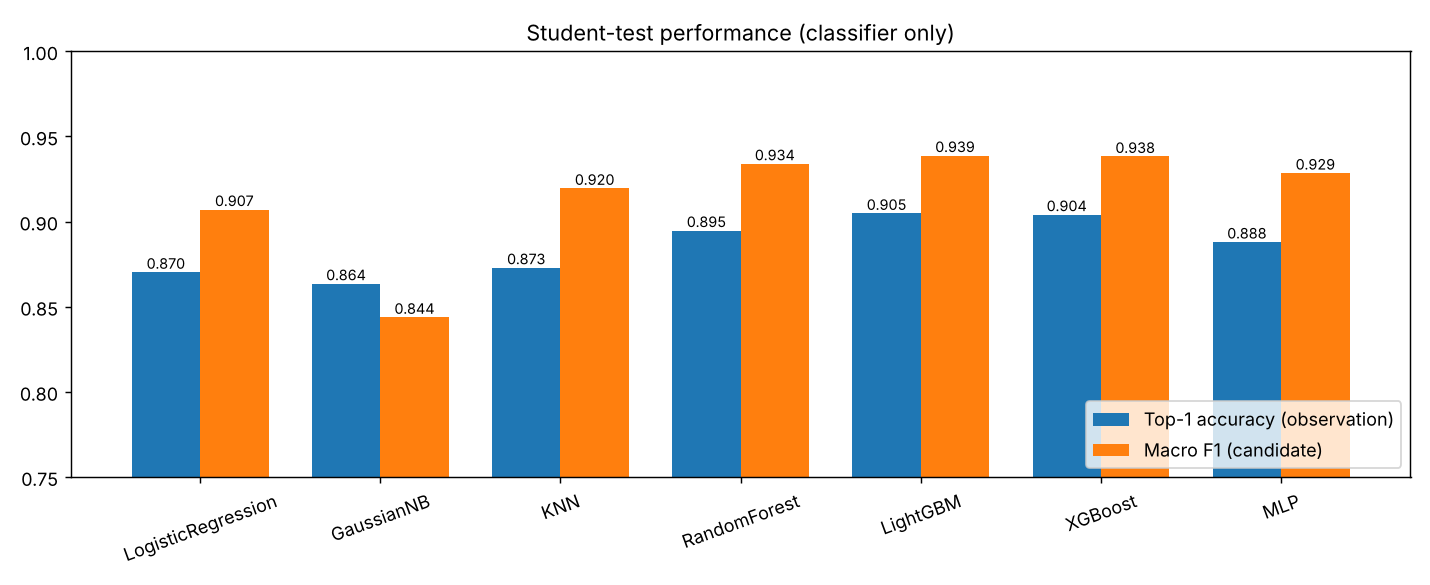 Student-test performance (classifier only)
1.00
0.95
0.90
0.85
0.80
0.75
0.870
0.907
0.864
0.844
0.873
0.920
0.895
0.934
0.905
0.939
0.904
0.938
0.888
0.929
Top-1 accuracy (observation)
Macro F1 (candidate)
LogisticRegression
GaussianNB
KNN
RandomForest
LightGBM
XGBoost
MLP